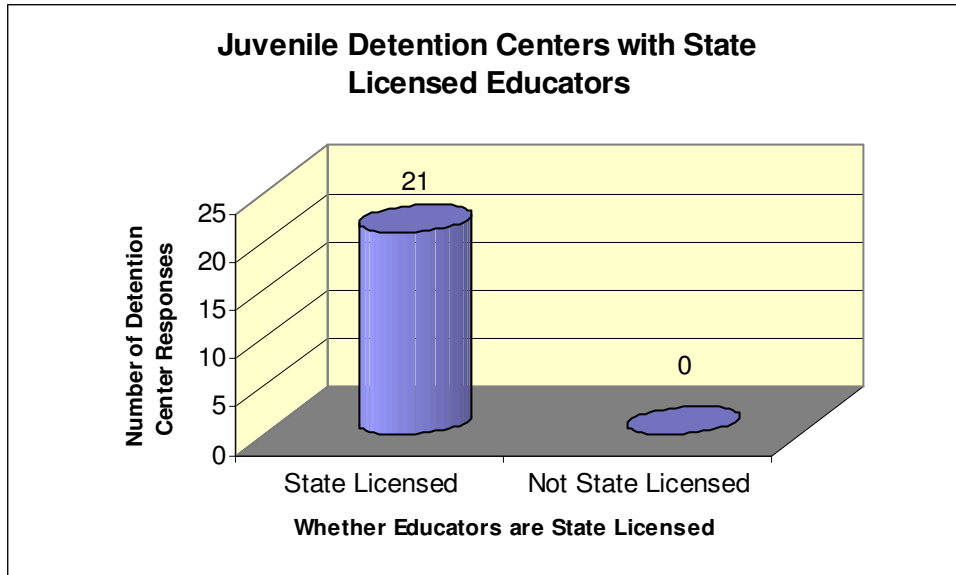 Juvenile Detention Centers with State
Licensed Educators
21
0
25
20
15
10
5
0
Number of Detention
Center Responses
State Licensed
Not State Licensed
Whether Educators are State Licensed